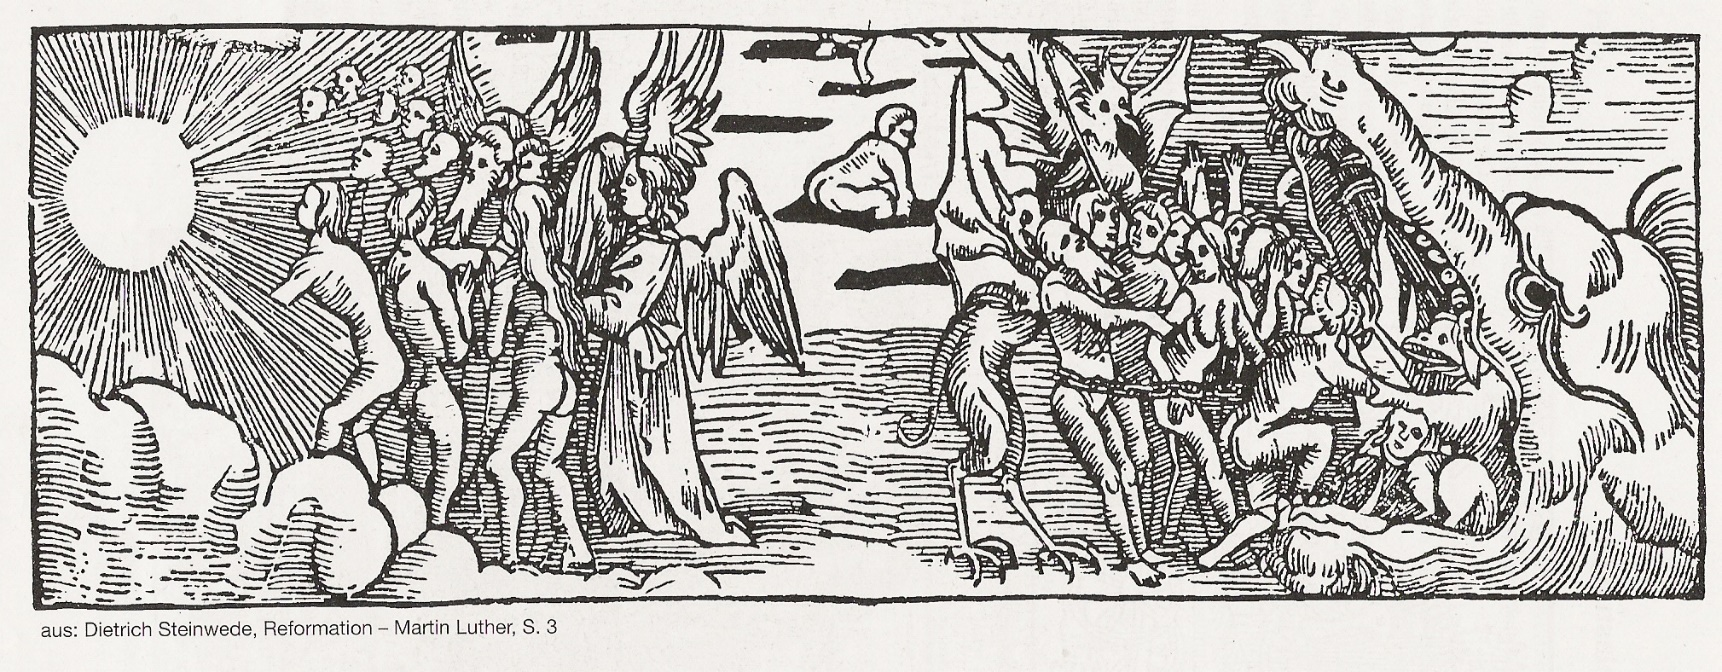 aus: Dietrich Steinwede, Reformation – Martin Luther, S. 3